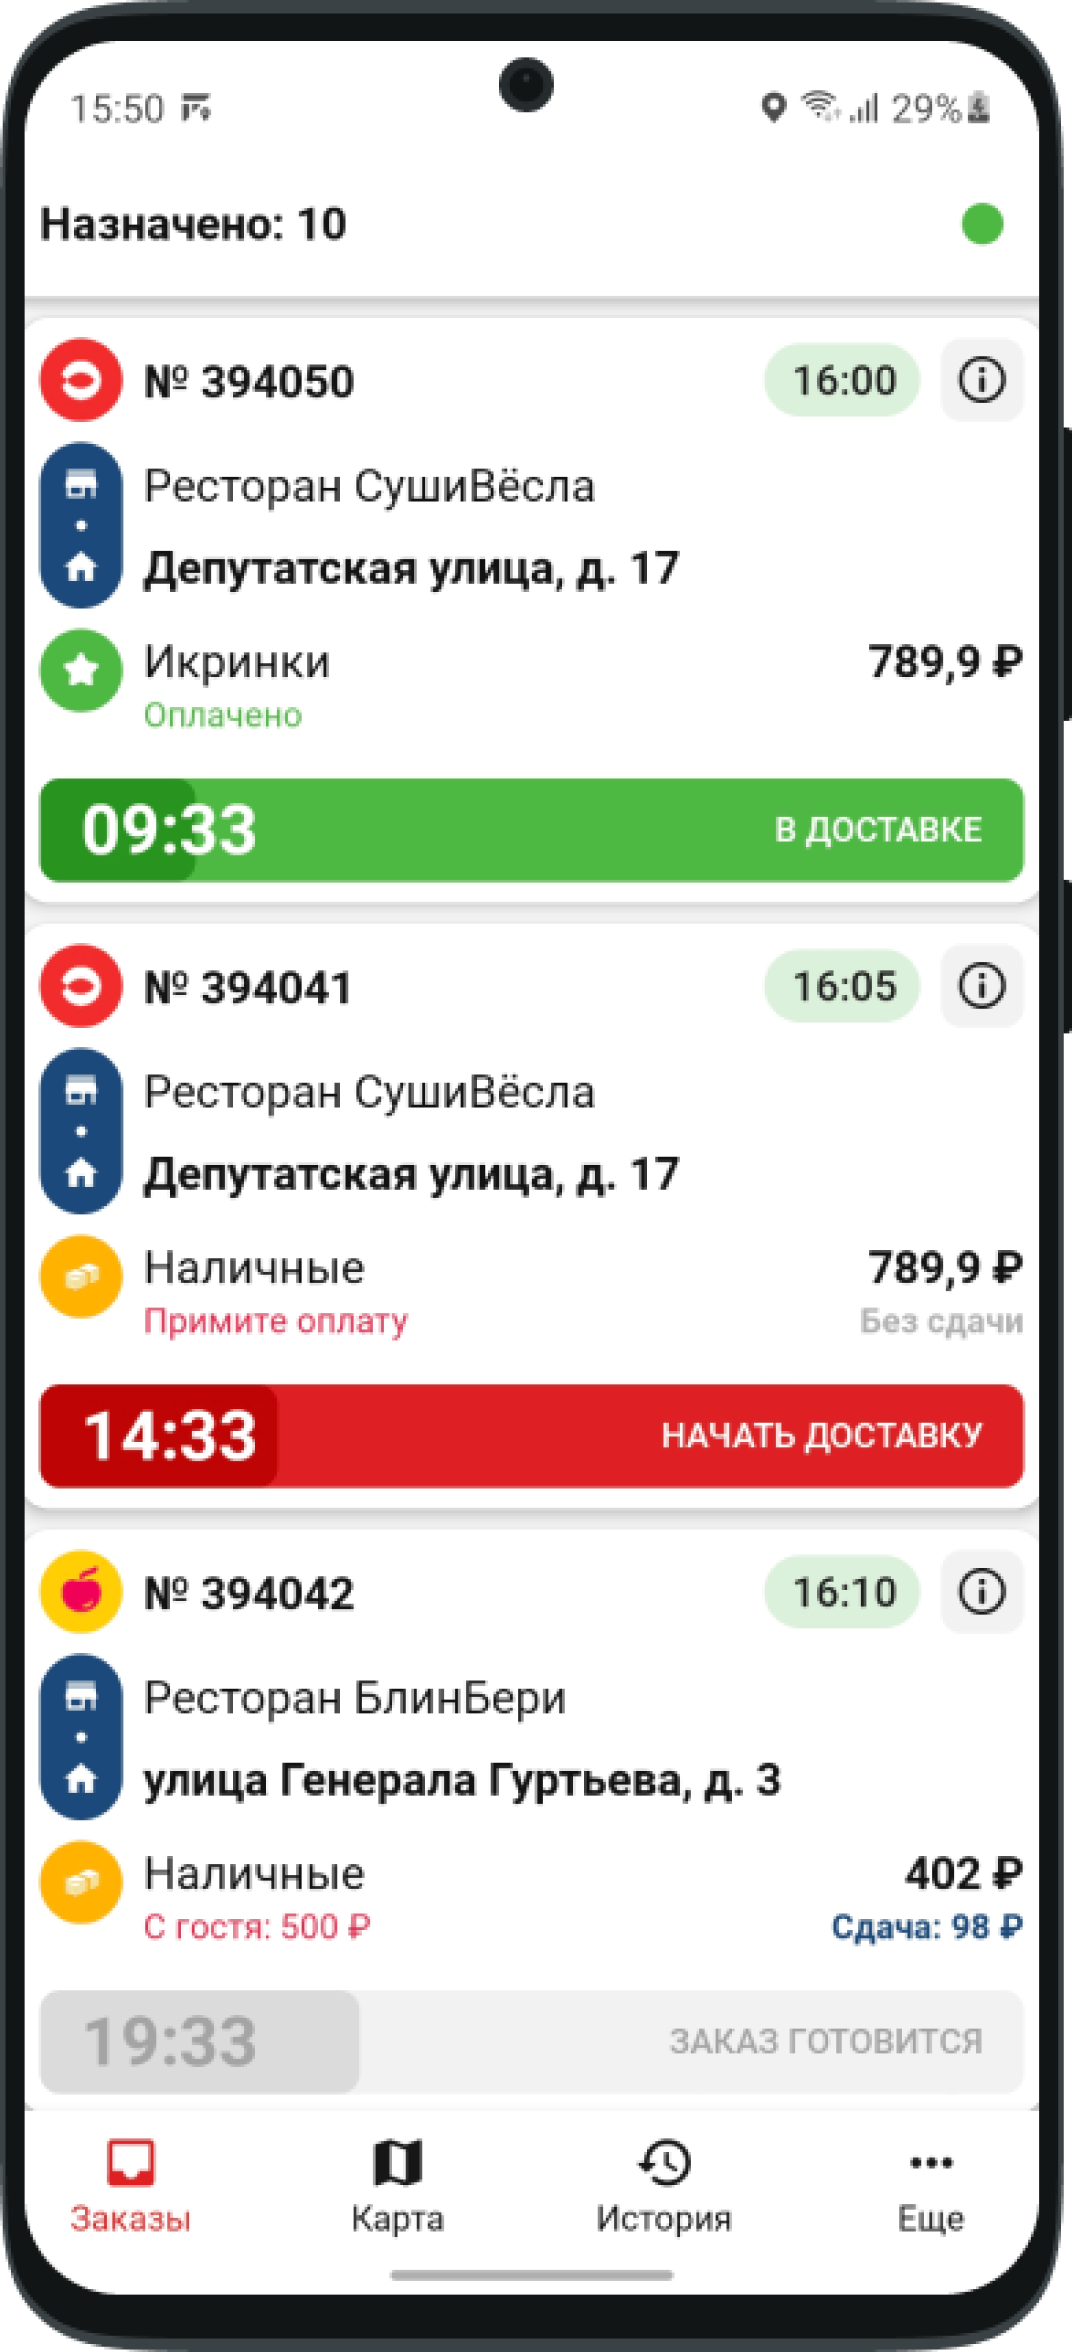 15:50
29%
Назначено: 10
№ 394050
16:00
Ресторан СушиВёсла
Депутатская улица, д. 17
Икринки
789,9 ₽
Оплачено
09:33
В ДОСТАВКЕ
№ 394041
16:05
Ресторан СушиВёсла
Депутатская улица, д. 17
Наличные
789,9 ₽
Примите оплату
Без сдачи
14:33
НАЧАТЬ ДОСТАВКУ
№ 394042
16:10
Ресторан БлинБери
улица Генерала Гуртьева, д. 3
Наличные
402 ₽
С гостя: 500 ₽
Сдача: 98 ₽
19:33
ЗАКАЗ ГОТОВИТСЯ
Заказы
Карта
История
Еще